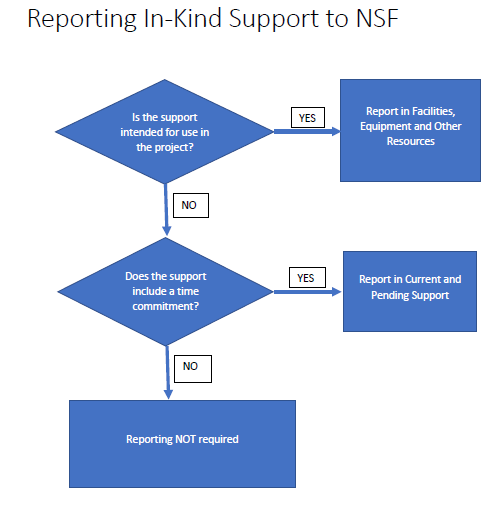 Reporting In-Kind Support to NSF
Is the support
intended for use in
the project?
YES
Report in Facilities,
Equipment and Other
Resources
NO
Does the support
include a time
commitment?
YES
Report in Current and
Pending Support
NO
Reporting NOT required